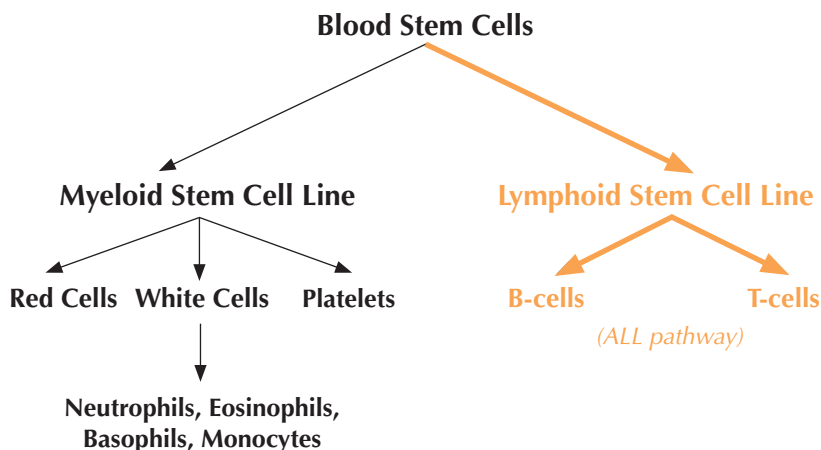 Blood Stem Cells
Myeloid Stem Cell Line
Lymphoid Stem Cell Line
Red Cells
White Cells
Platelets
B-cells
T-cells
(ALL pathway)
Neutrophils, Eosinophils,
Basophils, Monocytes